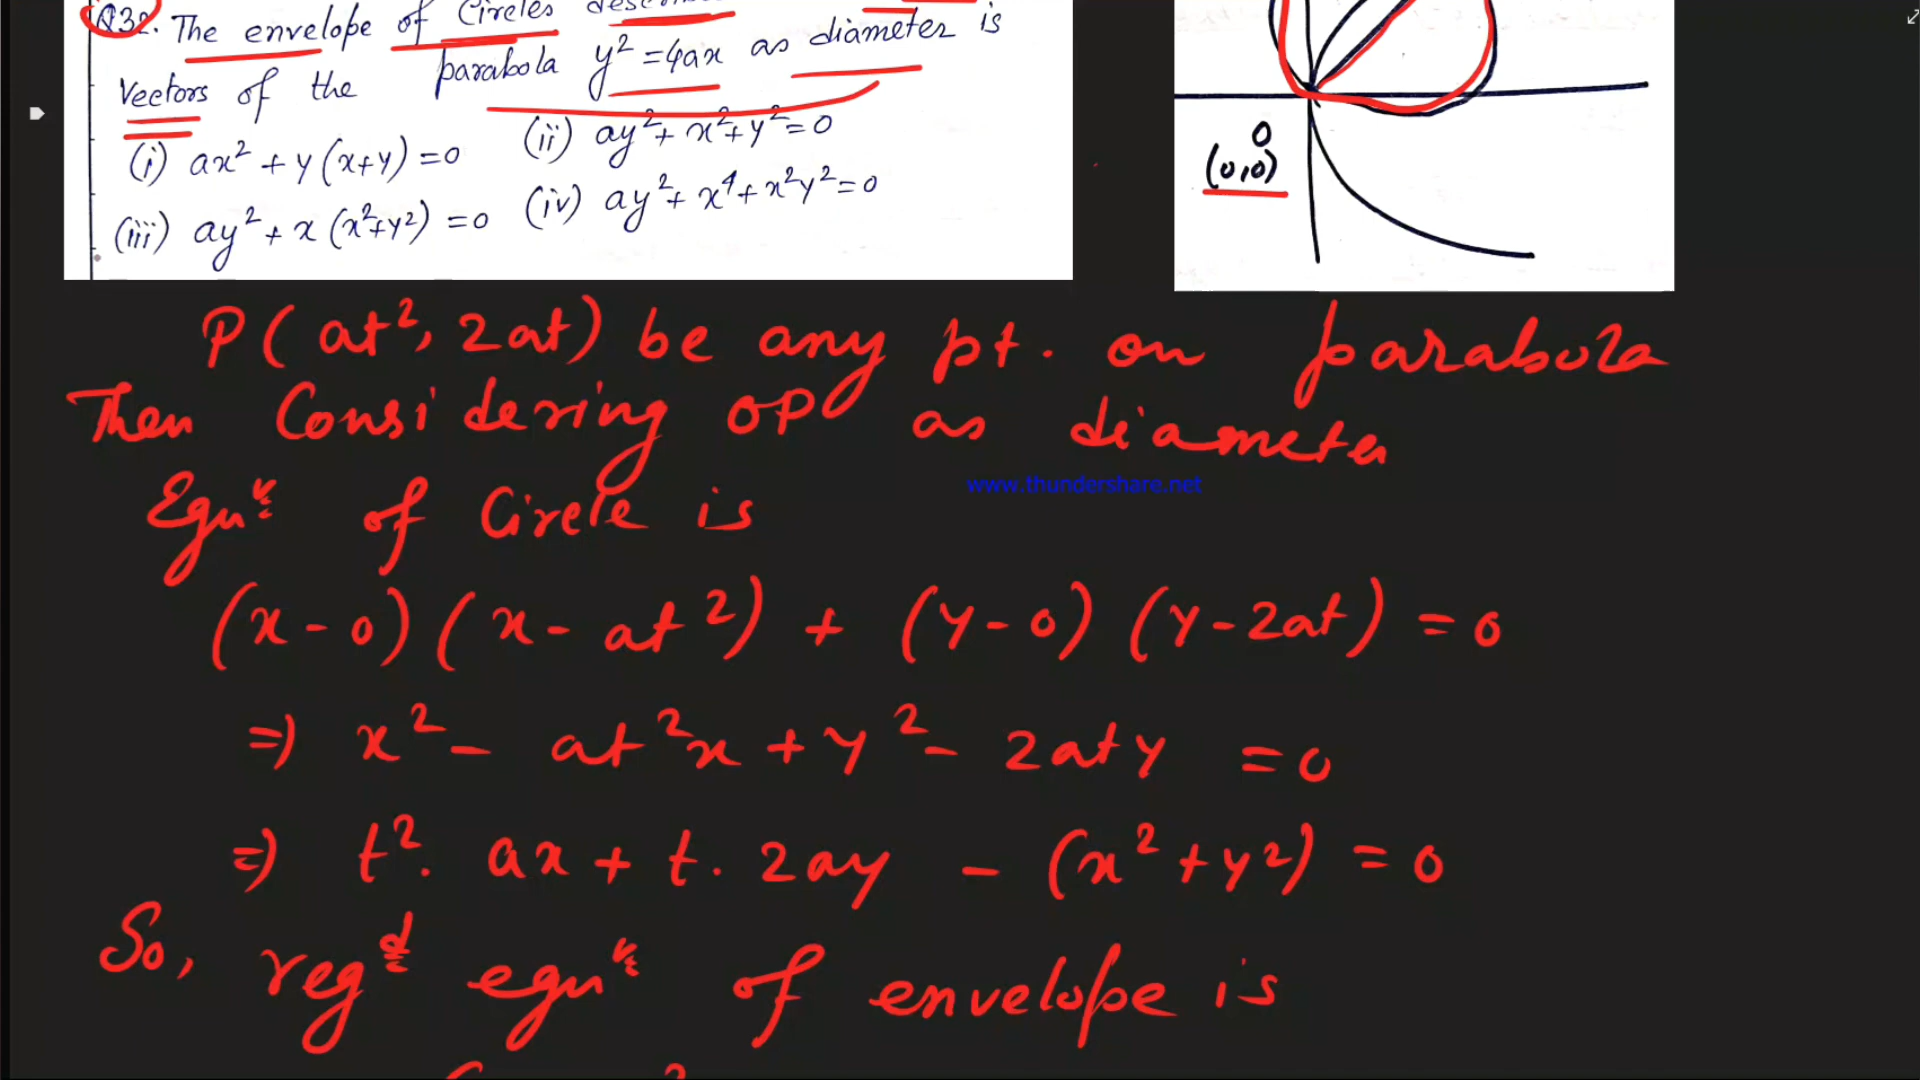 Q32. The envelope of Circles
Vectors of the parabola y² = 4ax as diameter is
(i) ax² + y(x+y) = 0 (ii) ay² + x² + y² = 0
(iii) ay² + x(x²+y²) = 0 (iv) ay² + x⁴ + x²y² = 0
0
(0,0)
P(at², 2at) be any pt. on parabola
Then Considering OP as diameter
Equⁿ of Circle is
www.thundershare.net
(x-0)(x-at²) + (y-0)(y-2at) = 0
⇒ x² - at²x + y² - 2aty = 0
⇒ t². ax + t. 2ay - (x²+y²) = 0
So, reqᵈ equⁿ of envelope is